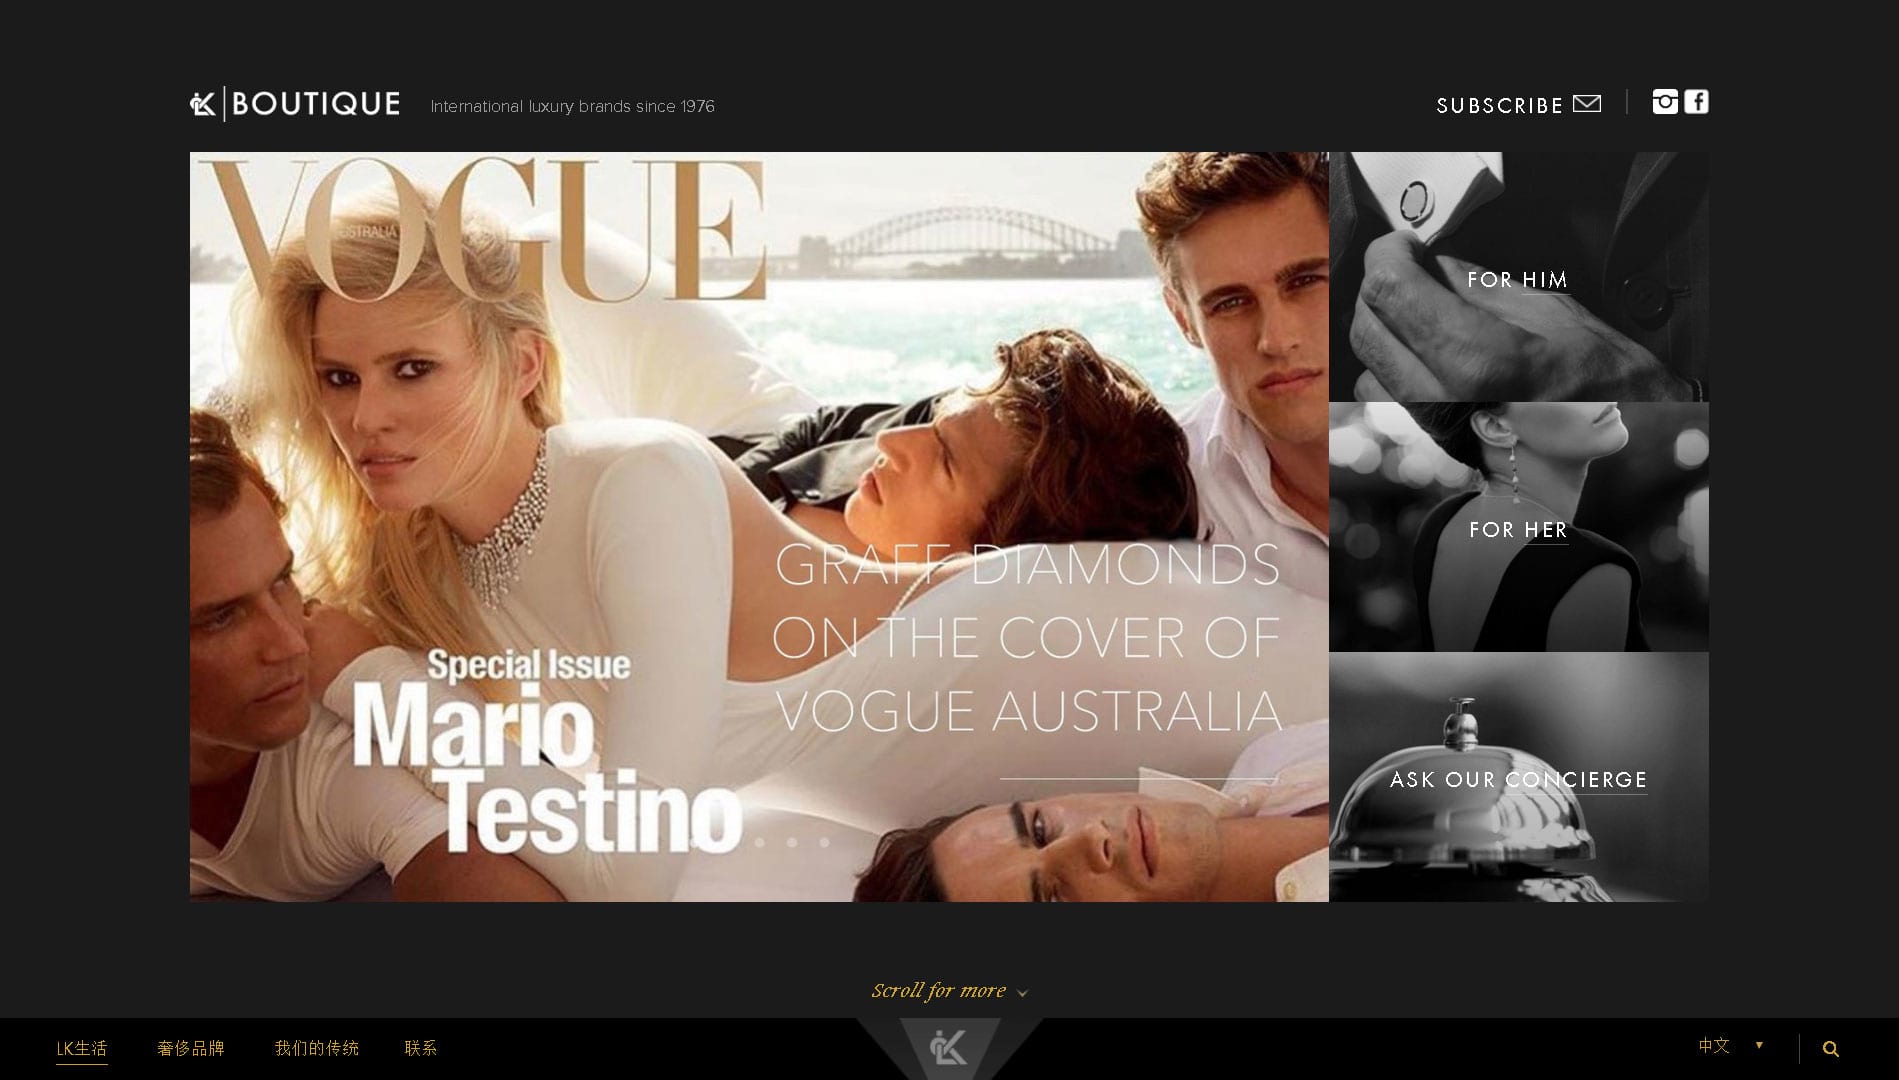 LK BOUTIQUE
International luxury brands since 1976
SUBSCRIBE
VOGUE
AUSTRALIA
FOR HIM
FOR HER
GRAFF DIAMONDS
ON THE COVER OF
VOGUE AUSTRALIA
Special Issue
Mario
Testino
ASK OUR CONCIERGE
Scroll for more
LK生活
奢侈品牌
我们的传统
联系
LK
中文